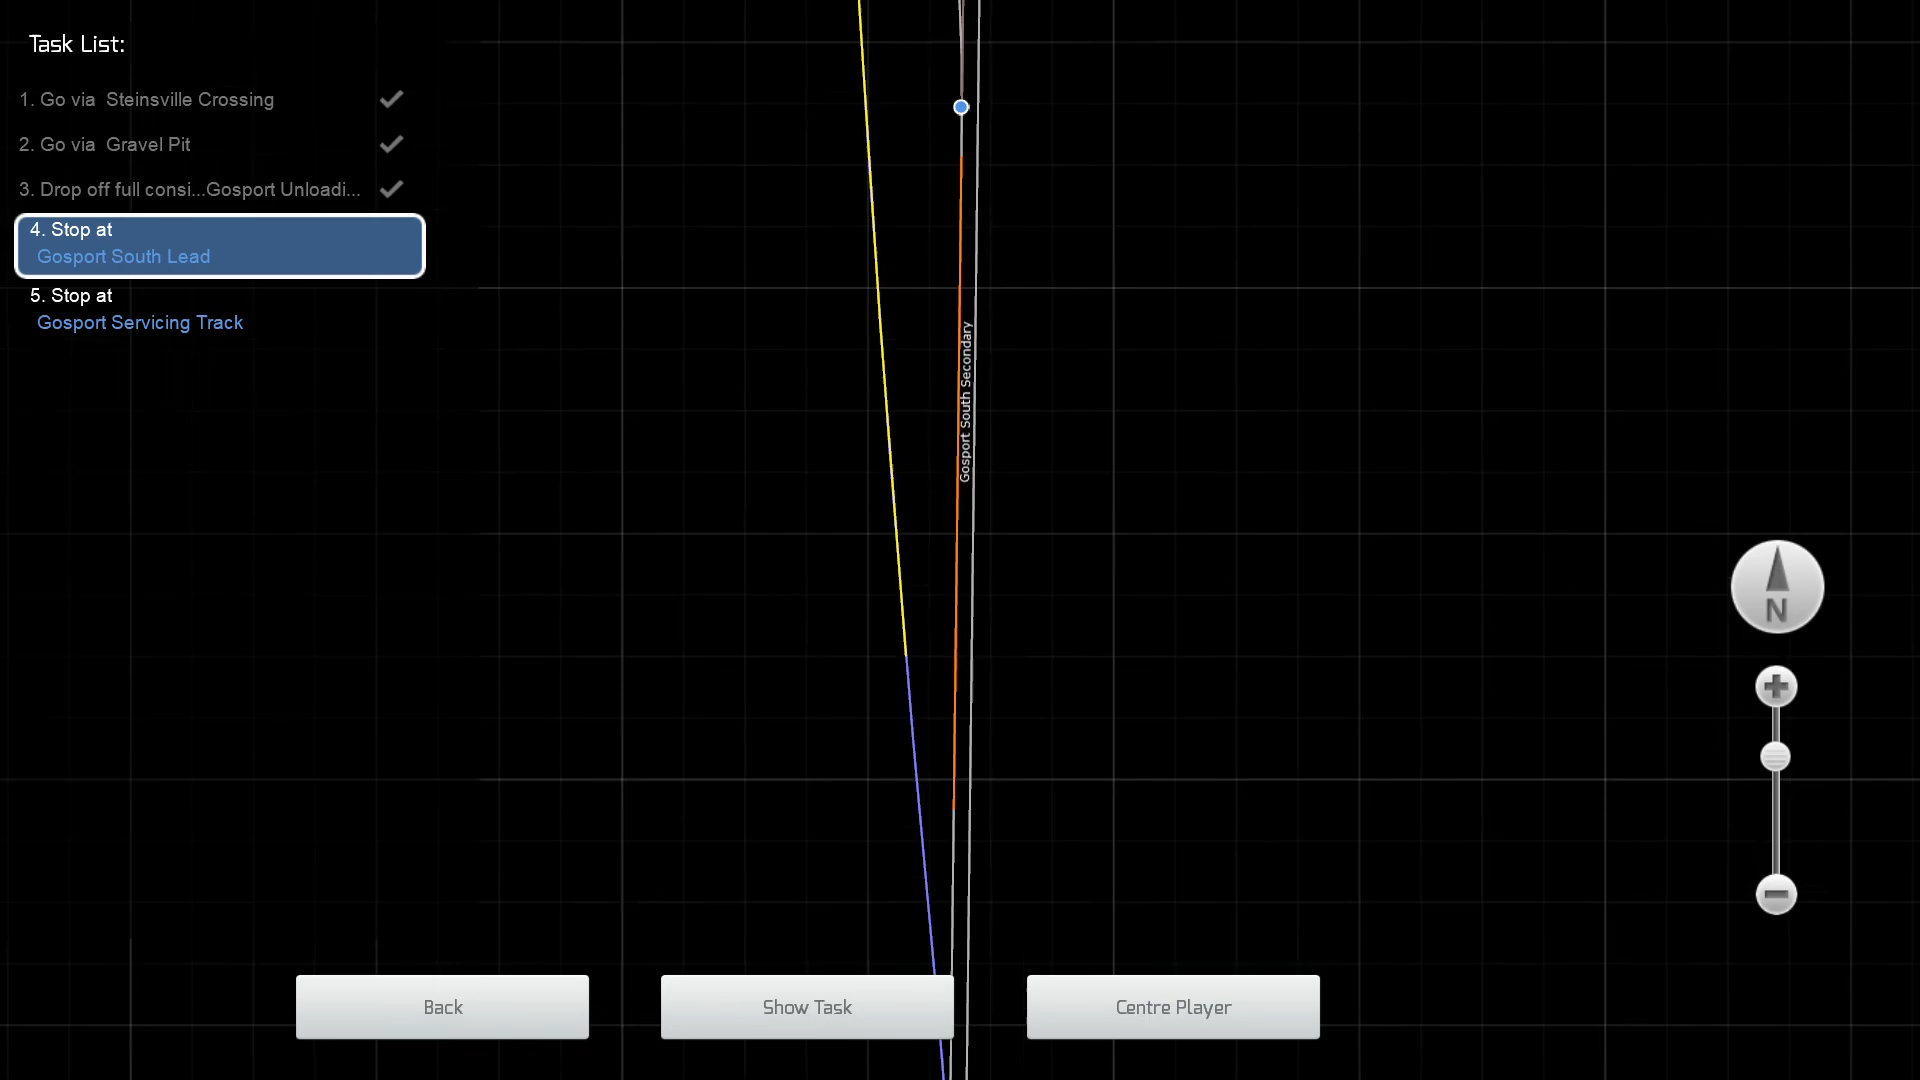 Task List:
1. Go via  Steinsville Crossing
2. Go via  Gravel Pit
3. Drop off full consi...Gosport Unloadi...
4. Stop at
Gosport South Lead
5. Stop at
Gosport Servicing Track
Gosport South Secondary
N
Back
Show Task
Centre Player